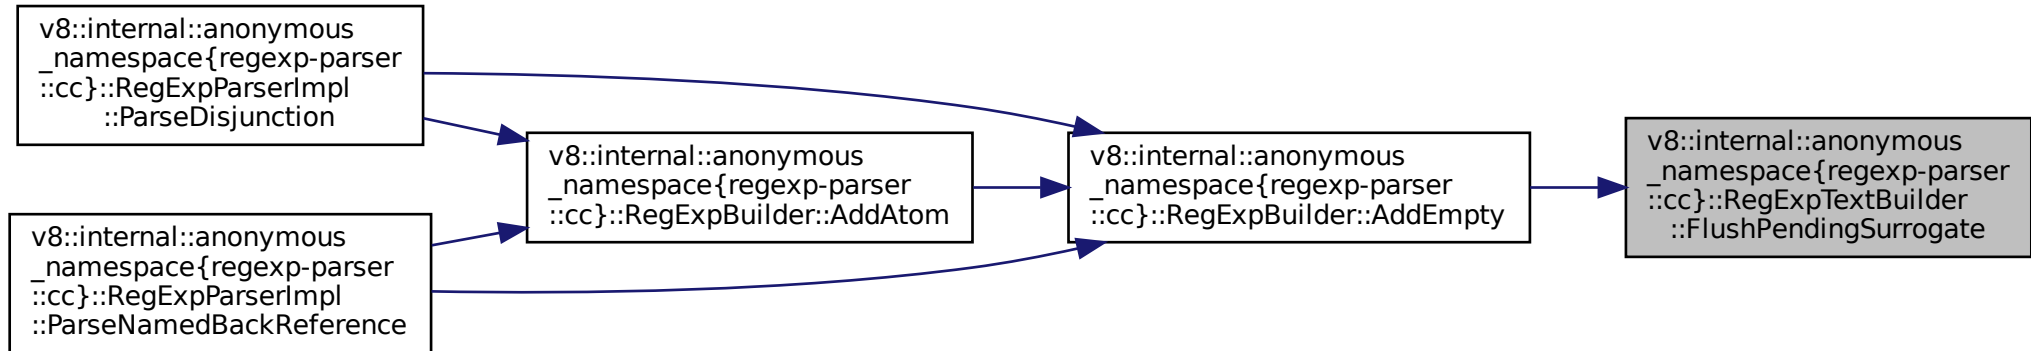 v8::internal::anonymous
_namespace{regexp-parser
::cc}::RegExpParserImpl
::ParseDisjunction
v8::internal::anonymous
_namespace{regexp-parser
::cc}::RegExpParserImpl
::ParseNamedBackReference
v8::internal::anonymous
_namespace{regexp-parser
::cc}::RegExpBuilder::AddAtom
v8::internal::anonymous
_namespace{regexp-parser
::cc}::RegExpBuilder::AddEmpty
v8::internal::anonymous
_namespace{regexp-parser
::cc}::RegExpTextBuilder
::FlushPendingSurrogate